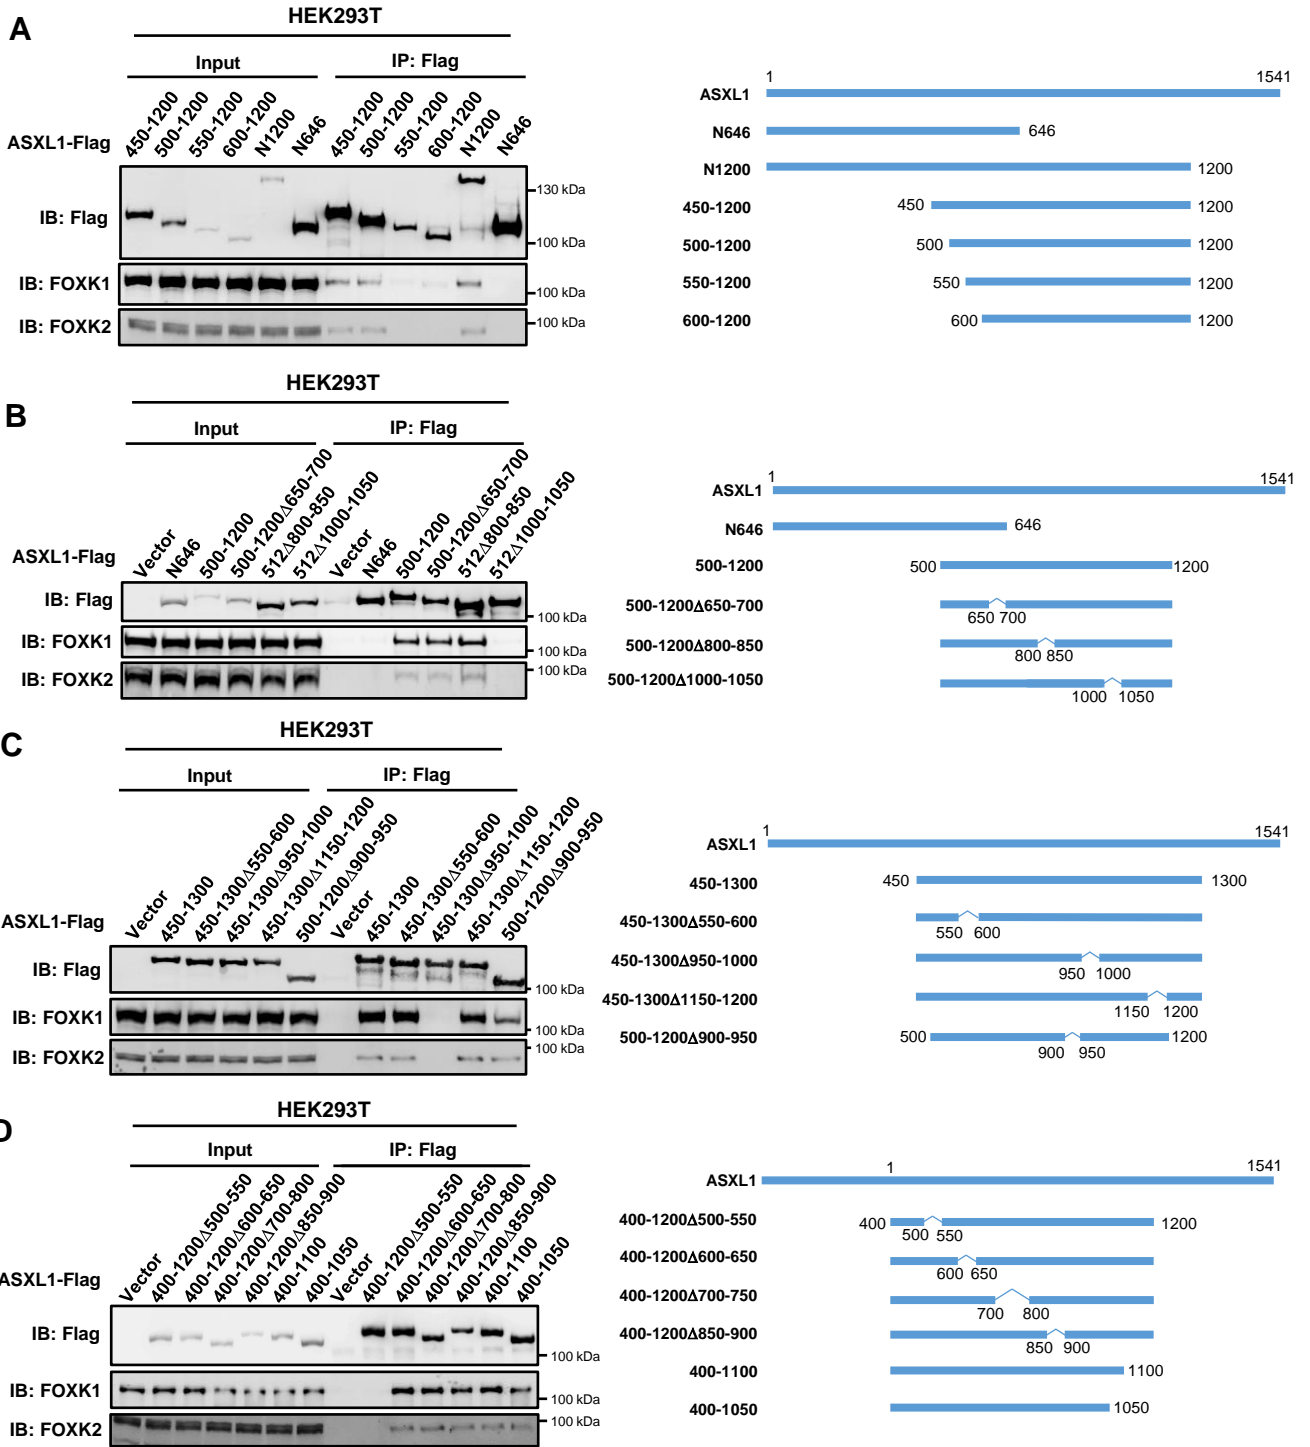 A
HEK293T
Input
IP: Flag
ASXL1-Flag
450-1200
500-1200
550-1200
600-1200
N1200
N646
450-1200
500-1200
550-1200
600-1200
N1200
N646
IB: Flag
130 kDa
100 kDa
IB: FOXK1
100 kDa
IB: FOXK2
100 kDa
1
1541
ASXL1
N646
646
N1200
1200
450-1200
450
1200
500-1200
500
1200
550-1200
550
1200
600-1200
600
1200
B
HEK293T
Input
IP: Flag
ASXL1-Flag
Vector
N646
500-1200
500-1200Δ650-700
512Δ800-850
512Δ1000-1050
Vector
N646
500-1200
500-1200Δ650-700
512Δ800-850
512Δ1000-1050
IB: Flag
100 kDa
IB: FOXK1
100 kDa
IB: FOXK2
100 kDa
1
1541
ASXL1
N646
646
500-1200
500
1200
500-1200Δ650-700
650 700
500-1200Δ800-850
800 850
500-1200Δ1000-1050
1000 1050
C
HEK293T
Input
IP: Flag
ASXL1-Flag
Vector
450-1300
450-1300Δ550-600
450-1300Δ950-1000
450-1300Δ1150-1200
500-1200Δ900-950
Vector
450-1300
450-1300Δ550-600
450-1300Δ950-1000
450-1300Δ1150-1200
500-1200Δ900-950
IB: Flag
100 kDa
IB: FOXK1
100 kDa
IB: FOXK2
100 kDa
1
1541
ASXL1
450-1300
450
1300
450-1300Δ550-600
550 600
450-1300Δ950-1000
950 1000
450-1300Δ1150-1200
1150 1200
500-1200Δ900-950
500
1200
900 950
D
HEK293T
Input
IP: Flag
ASXL1-Flag
Vector
400-1200Δ500-550
400-1200Δ600-650
400-1200Δ700-800
400-1200Δ850-900
400-1100
400-1050
Vector
400-1200Δ500-550
400-1200Δ600-650
400-1200Δ700-800
400-1200Δ850-900
400-1100
400-1050
IB: Flag
100 kDa
IB: FOXK1
100 kDa
IB: FOXK2
100 kDa
1
1541
ASXL1
400-1200Δ500-550
400
1200
500 550
400-1200Δ600-650
600 650
400-1200Δ700-750
700 800
400-1200Δ850-900
850 900
400-1100
1100
400-1050
1050